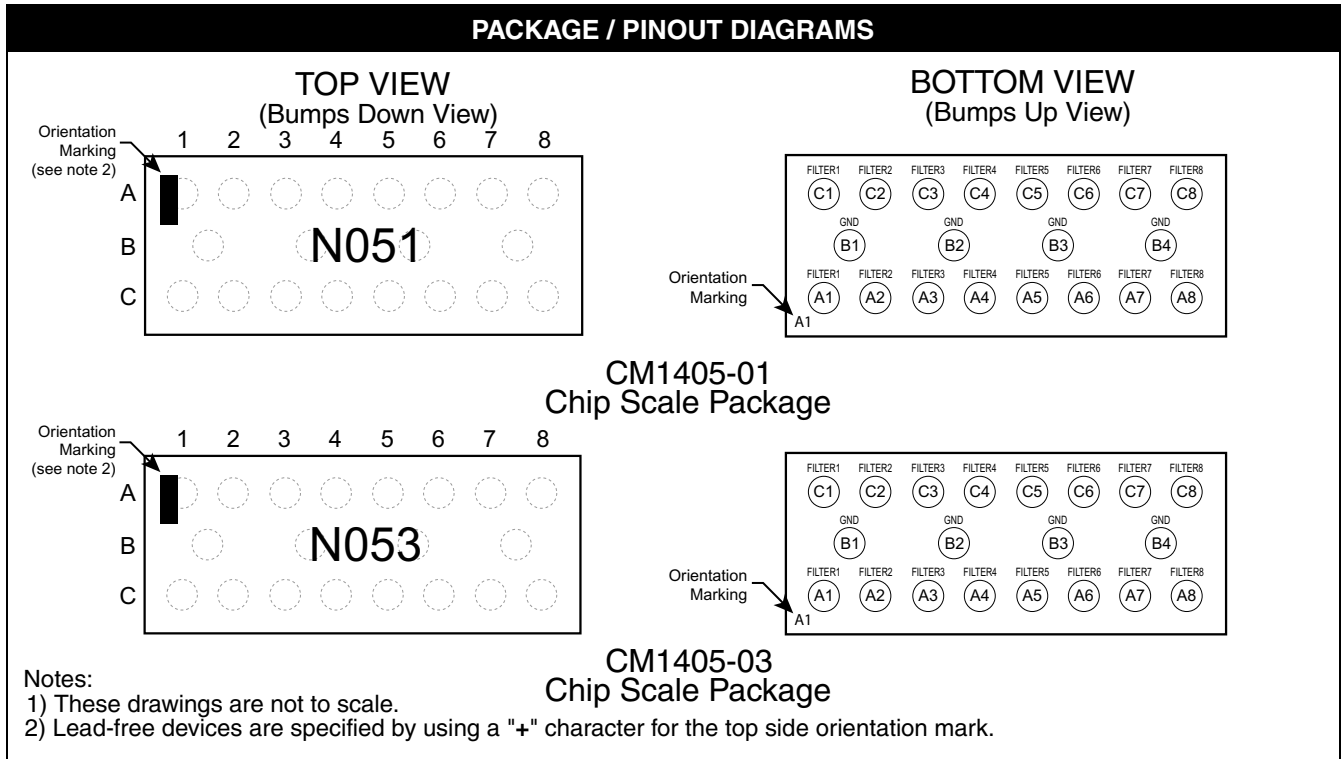 PACKAGE / PINOUT DIAGRAMS
TOP VIEW
(Bumps Down View)
Orientation
Marking
(see note 2)
1 2 3 4 5 6 7 8
A
B
C
N051
BOTTOM VIEW
(Bumps Up View)
FILTER1 FILTER2 FILTER3 FILTER4 FILTER5 FILTER6 FILTER7 FILTER8
C1 C2 C3 C4 C5 C6 C7 C8
GND GND GND GND
B1 B2 B3 B4
FILTER1 FILTER2 FILTER3 FILTER4 FILTER5 FILTER6 FILTER7 FILTER8
A1 A2 A3 A4 A5 A6 A7 A8
Orientation
Marking
A1
CM1405-01
Chip Scale Package
Orientation
Marking
(see note 2)
1 2 3 4 5 6 7 8
A
B
C
N053
FILTER1 FILTER2 FILTER3 FILTER4 FILTER5 FILTER6 FILTER7 FILTER8
C1 C2 C3 C4 C5 C6 C7 C8
GND GND GND GND
B1 B2 B3 B4
FILTER1 FILTER2 FILTER3 FILTER4 FILTER5 FILTER6 FILTER7 FILTER8
A1 A2 A3 A4 A5 A6 A7 A8
Orientation
Marking
A1
CM1405-03
Chip Scale Package
Notes:
1) These drawings are not to scale.
2) Lead-free devices are specified by using a "+" character for the top side orientation mark.